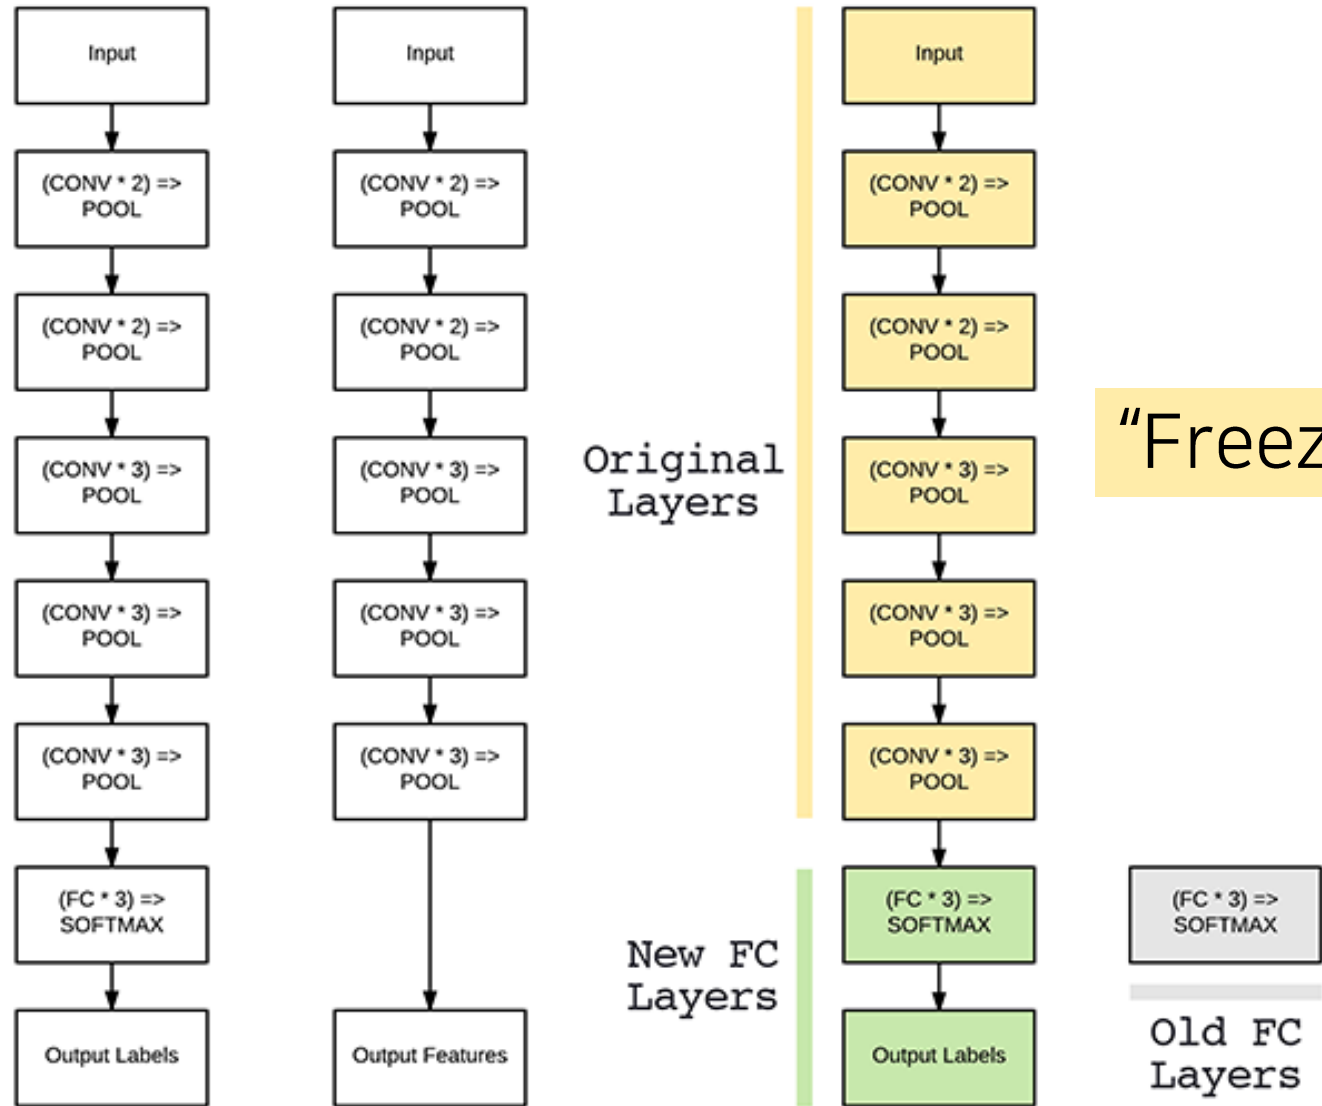 Input
(CONV * 2) =>
POOL
(CONV * 2) =>
POOL
(CONV * 3) =>
POOL
(CONV * 3) =>
POOL
(CONV * 3) =>
POOL
(FC * 3) =>
SOFTMAX
Output Labels
Input
(CONV * 2) =>
POOL
(CONV * 2) =>
POOL
(CONV * 3) =>
POOL
(CONV * 3) =>
POOL
(CONV * 3) =>
POOL
Output Features
Original
Layers
New FC
Layers
Input
(CONV * 2) =>
POOL
(CONV * 2) =>
POOL
(CONV * 3) =>
POOL
(CONV * 3) =>
POOL
(CONV * 3) =>
POOL
(FC * 3) =>
SOFTMAX
Output Labels
“Freez
(FC * 3) =>
SOFTMAX
Old FC
Layers